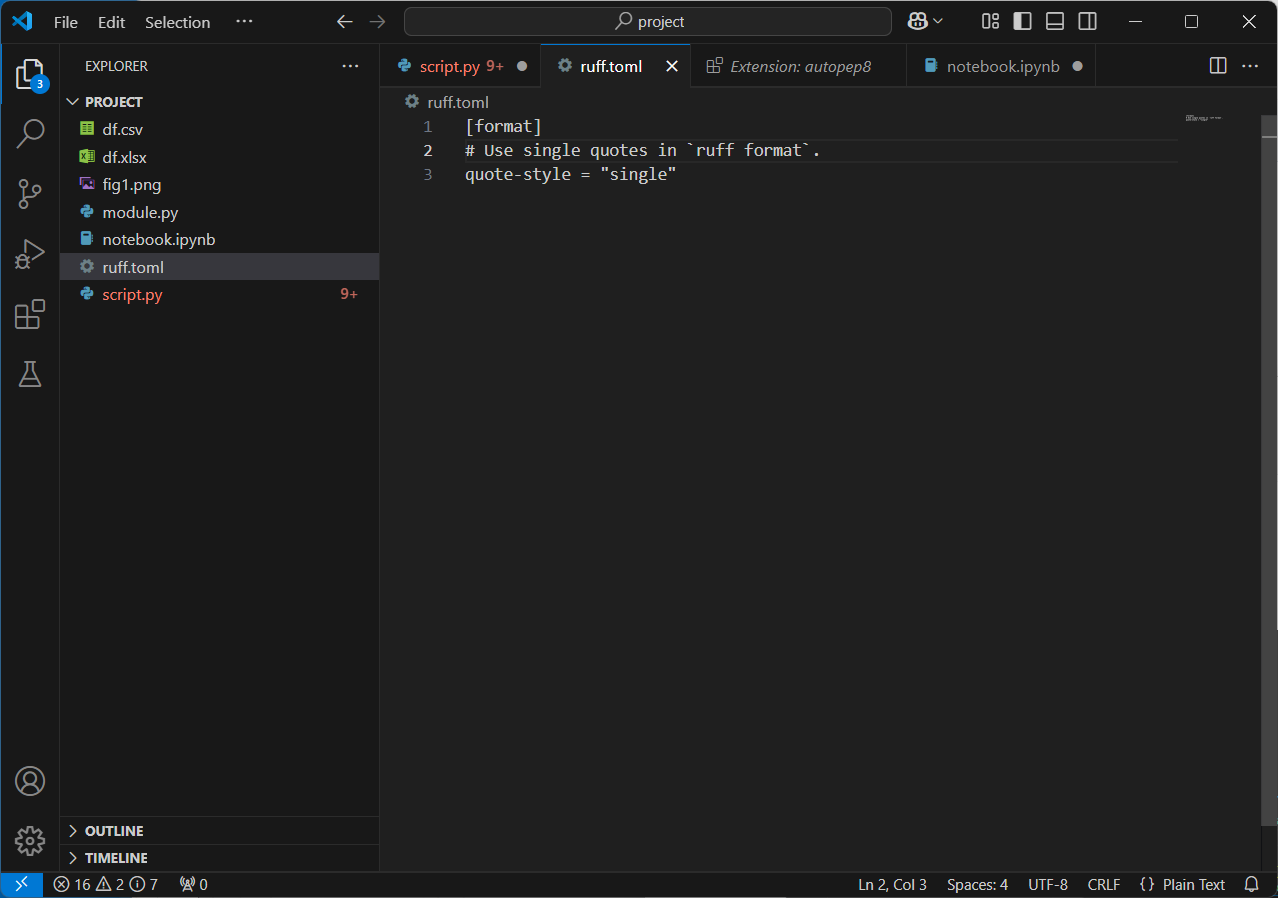 File Edit Selection ··· project
EXPLORER ···
PROJECT
df.csv
df.xlsx
fig1.png
module.py
notebook.ipynb
ruff.toml
script.py 9+
OUTLINE
TIMELINE
3
script.py 9+ ruff.toml Extension: autopep8 notebook.ipynb ···
ruff.toml
1 [format]
2 # Use single quotes in `ruff format`.
3 quote-style = "single"
16 2 7 0 Ln 2, Col 3 Spaces: 4 UTF-8 CRLF {} Plain Text